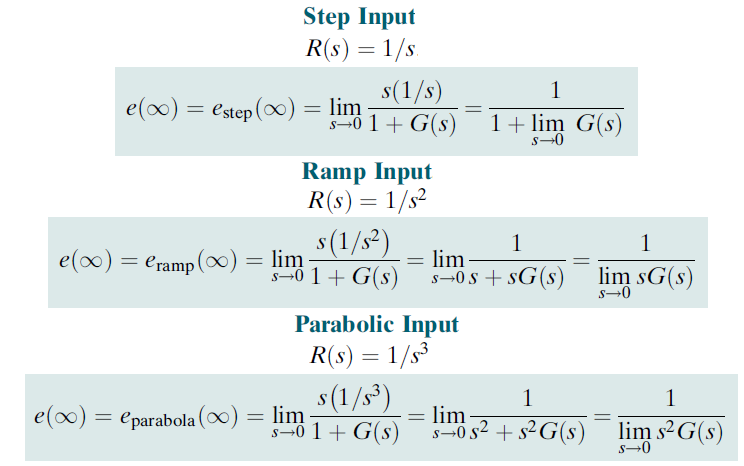 Step Input
R(s) = 1/s
e(∞) = e_step(∞) = lim_{s→0} s(1/s) / (1 + G(s)) = 1 / (1 + lim_{s→0} G(s))
Ramp Input
R(s) = 1/s²
e(∞) = e_ramp(∞) = lim_{s→0} s(1/s²) / (1 + G(s)) = lim_{s→0} 1 / (s + sG(s)) = 1 / (lim_{s→0} sG(s))
Parabolic Input
R(s) = 1/s³
e(∞) = e_parabola(∞) = lim_{s→0} s(1/s³) / (1 + G(s)) = lim_{s→0} 1 / (s² + s²G(s)) = 1 / (lim_{s→0} s²G(s))